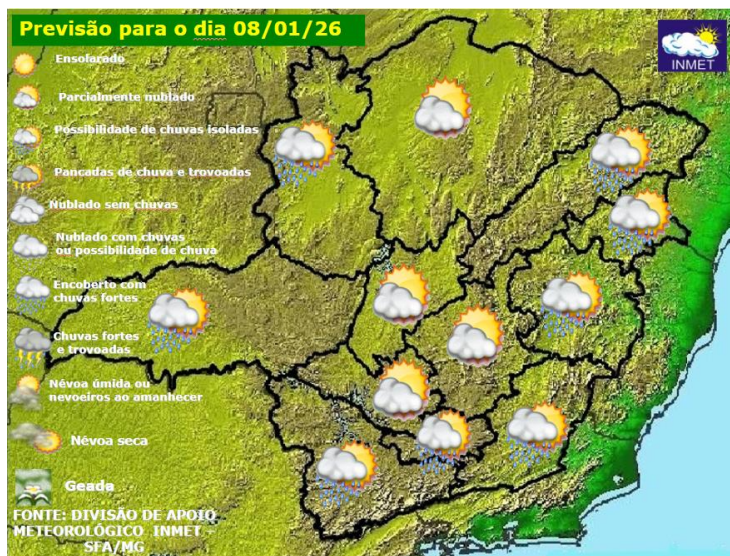 Previsão para o dia 08/01/26
INMET
Ensolarado
Parcialmente nublado
Possibilidade de chuvas isoladas
Pancadas de chuva e trovoadas
Nublado sem chuvas
Nublado com chuvas
ou possibilidade de chuva
Encoberto com
chuvas fortes
Chuvas fortes
e trovoadas
Névoa úmida ou
nevoeiros ao amanhecer
Névoa seca
Geada
FONTE: DIVISÃO DE APOIO
METEOROLÓGICO INMET -
SFA/MG